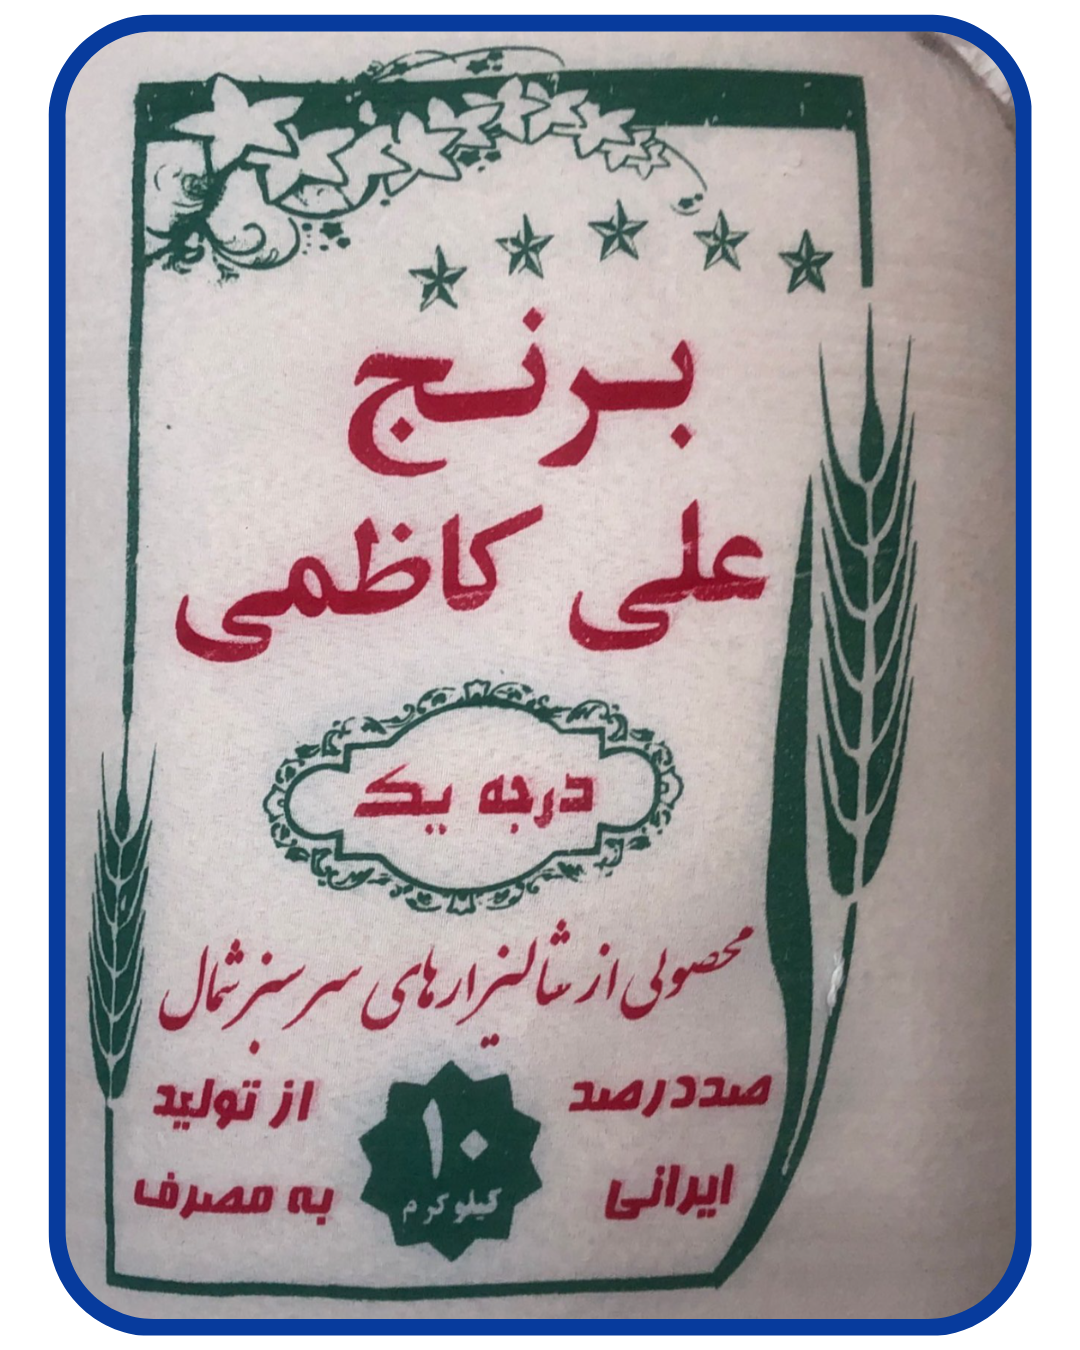 برنج
علی کاظمی
درجه یک
محصولی از شالیزارهای سرسبز شمال
صددرصد
ایرانی
۱۰
کیلوگرم
از تولید
به مصرف